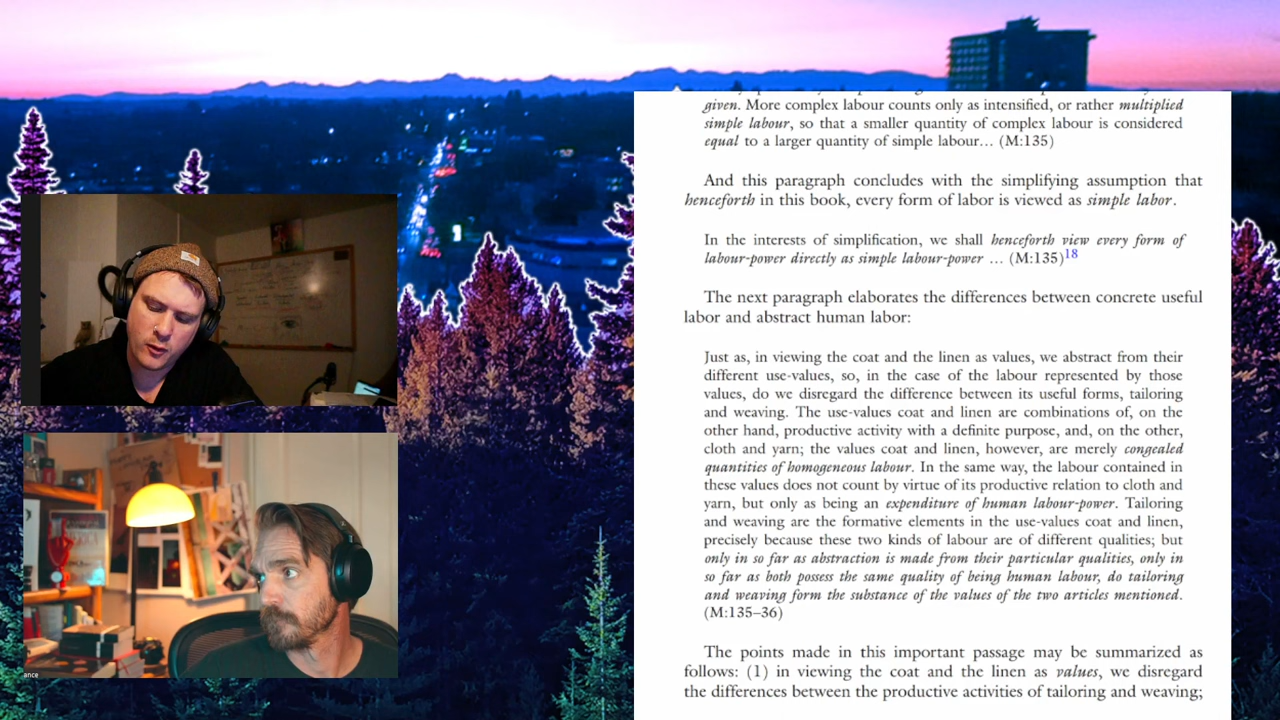 given. More complex labour counts only as intensified, or rather multiplied
simple labour, so that a smaller quantity of complex labour is considered
equal to a larger quantity of simple labour... (M:135)
And this paragraph concludes with the simplifying assumption that
henceforth in this book, every form of labor is viewed as simple labor.
In the interests of simplification, we shall henceforth view every form of
labour-power directly as simple labour-power ... (M:135)18
The next paragraph elaborates the differences between concrete useful
labor and abstract human labor:
Just as, in viewing the coat and the linen as values, we abstract from their
different use-values, so, in the case of the labour represented by those
values, do we disregard the difference between its useful forms, tailoring
and weaving. The use-values coat and linen are combinations of, on the
other hand, productive activity with a definite purpose, and, on the other,
cloth and yarn; the values coat and linen, however, are merely congealed
quantities of homogeneous labour. In the same way, the labour contained in
these values does not count by virtue of its productive relation to cloth and
yarn, but only as being an expenditure of human labour-power. Tailoring
and weaving are the formative elements in the use-values coat and linen,
precisely because these two kinds of labour are of different qualities; but
only in so far as abstraction is made from their particular qualities, only in
so far as both possess the same quality of being human labour, do tailoring
and weaving form the substance of the values of the two articles mentioned.
(M:135–36)
The points made in this important passage may be summarized as
follows: (1) in viewing the coat and the linen as values, we disregard
the differences between the productive activities of tailoring and weaving;
ance